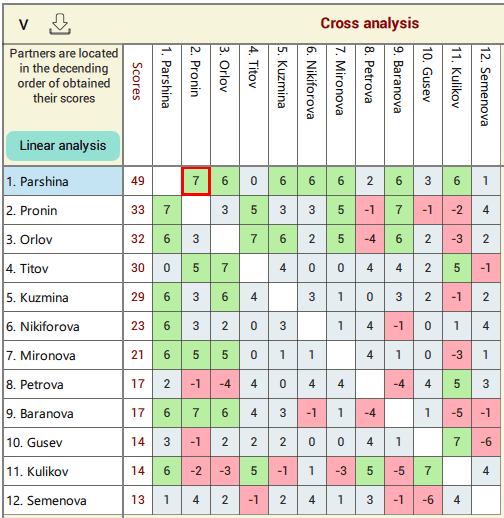 v
Cross analysis
Partners are located
in the decending
order of obtained
their scores
Linear analysis
Scores
1. Parshina
2. Pronin
3. Orlov
4. Titov
5. Kuzmina
6. Nikiforova
7. Mironova
8. Petrova
9. Baranova
10. Gusev
11. Kulikov
12. Semenova
1. Parshina 49 7 6 0 6 6 6 2 6 3 6 1
2. Pronin 33 7 3 5 3 3 5 -1 7 -1 -2 4
3. Orlov 32 6 3 7 6 2 5 -4 6 2 -3 2
4. Titov 30 0 5 7 4 0 0 4 4 2 5 -1
5. Kuzmina 29 6 3 6 4 3 1 0 3 2 -1 2
6. Nikiforova 23 6 3 2 0 3 1 4 -1 0 1 4
7. Mironova 21 6 5 5 0 1 1 4 1 0 -3 1
8. Petrova 17 2 -1 -4 4 0 4 4 -4 4 5 3
9. Baranova 17 6 7 6 4 3 -1 1 -4 1 -5 -1
10. Gusev 14 3 -1 2 2 2 0 0 4 1 7 -6
11. Kulikov 14 6 -2 -3 5 -1 1 -3 5 -5 7 4
12. Semenova 13 1 4 2 -1 2 4 1 3 -1 -6 4